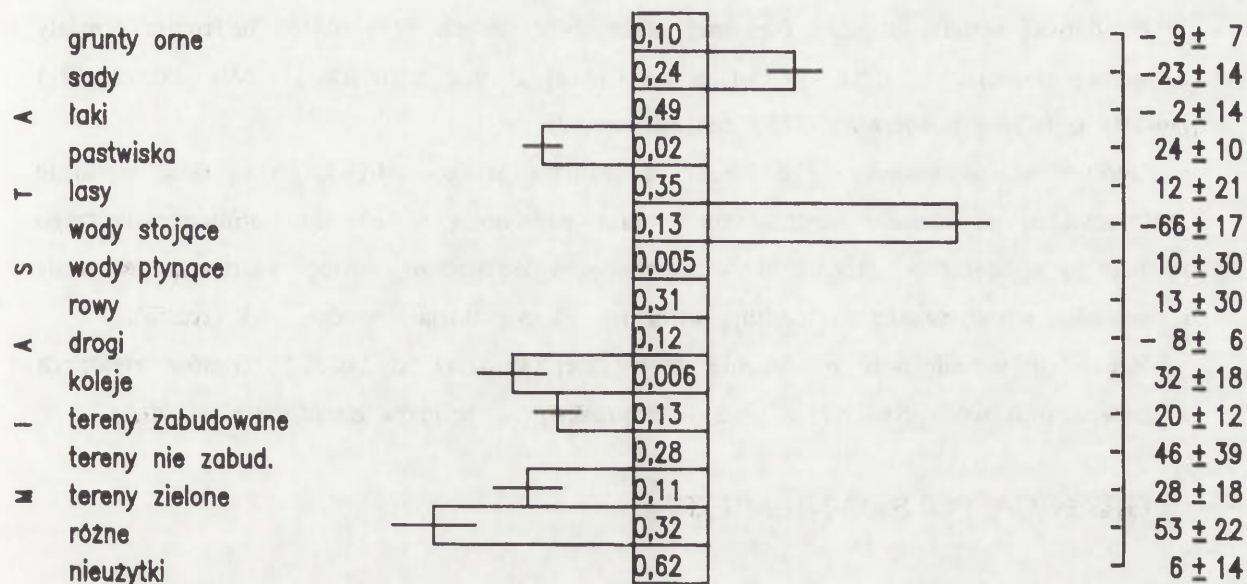 grunty orne 0,10 - 9 ± 7
sady 0,24 -23 ± 14
łaki 0,49 - 2 ± 14
pastwiska 0,02 24 ± 10
lasy 0,35 12 ± 21
wody stojące 0,13 -66 ± 17
wody płynące 0,005 10 ± 30
rowy 0,31 13 ± 30
drogi 0,12 - 8 ± 6
koleje 0,006 32 ± 18
tereny zabudowane 0,13 20 ± 12
tereny nie zabud. 0,28 46 ± 39
tereny zielone 0,11 28 ± 18
różne 0,32 53 ± 22
nieużytki 0,62 6 ± 14
MIASTA